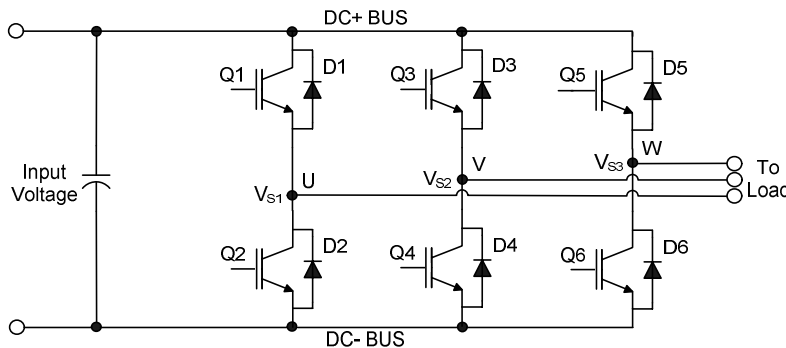 DC+ BUS
Q1
D1
Q3
D3
Q5
D5
Input
Voltage
VS1
U
VS2
V
VS3
W
To
Load
Q2
D2
Q4
D4
Q6
D6
DC- BUS